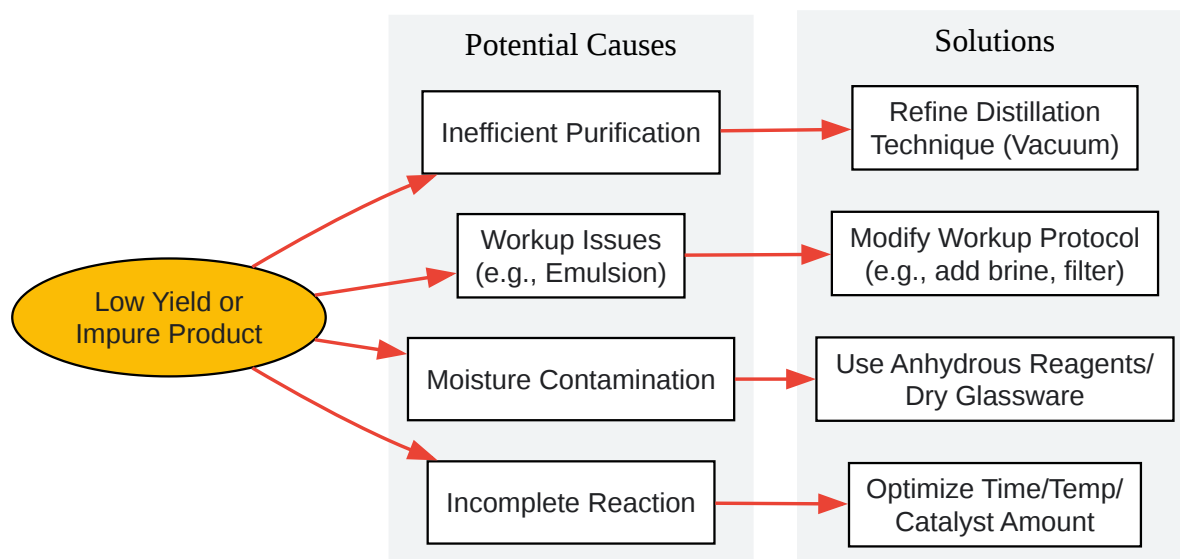 Potential Causes
Solutions
Inefficient Purification
Refine Distillation
Technique (Vacuum)
Workup Issues
(e.g., Emulsion)
Modify Workup Protocol
(e.g., add brine, filter)
Low Yield or
Impure Product
Moisture Contamination
Use Anhydrous Reagents/
Dry Glassware
Incomplete Reaction
Optimize Time/Temp/
Catalyst Amount